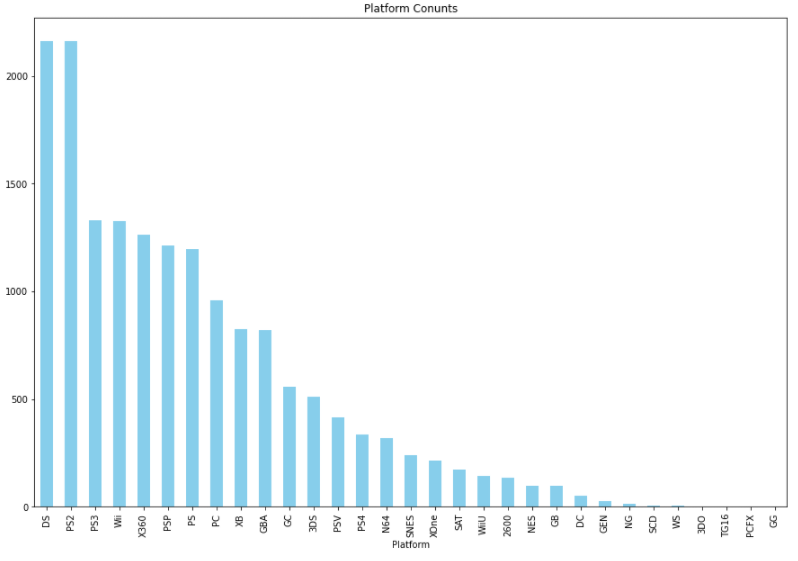 Platform Conunts
2000
1500
1000
500
0
DS PS2 PS3 Wii X360 PSP PS PC XB GBA GC 3DS PSV PS4 N64 SNES XOne SAT WiiU 2600 NES GB DC GEN NG SCD WS 3DO TG16 PCFX GG
Platform